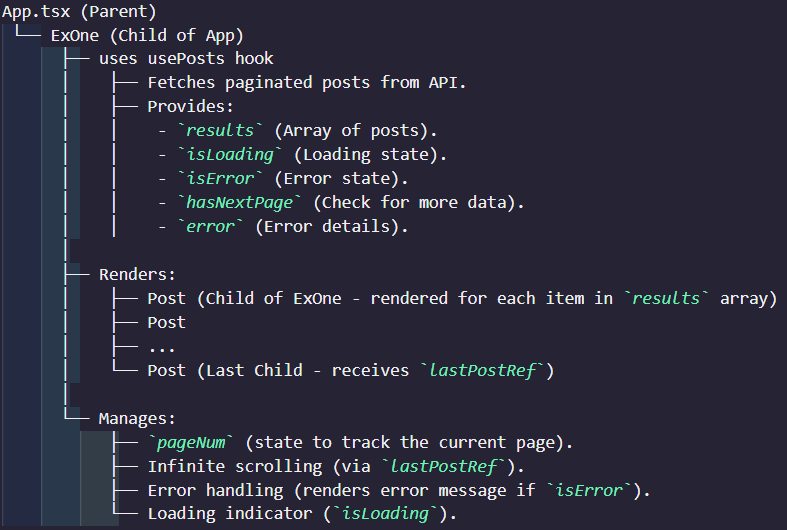 App.tsx (Parent)
└── ExOne (Child of App)
    ├── uses usePosts hook
    │   ├── Fetches paginated posts from API.
    │   ├── Provides:
    │   │    - `results` (Array of posts).
    │   │    - `isLoading` (Loading state).
    │   │    - `isError` (Error state).
    │   │    - `hasNextPage` (Check for more data).
    │   │    - `error` (Error details).
    │
    ├── Renders:
    │   ├── Post (Child of ExOne - rendered for each item in `results` array)
    │   ├── Post
    │   ├── ...
    │   └── Post (Last Child - receives `lastPostRef`)
    │
    └── Manages:
        ├── `pageNum` (state to track the current page).
        ├── Infinite scrolling (via `lastPostRef`).
        ├── Error handling (renders error message if `isError`).
        └── Loading indicator (`isLoading`).